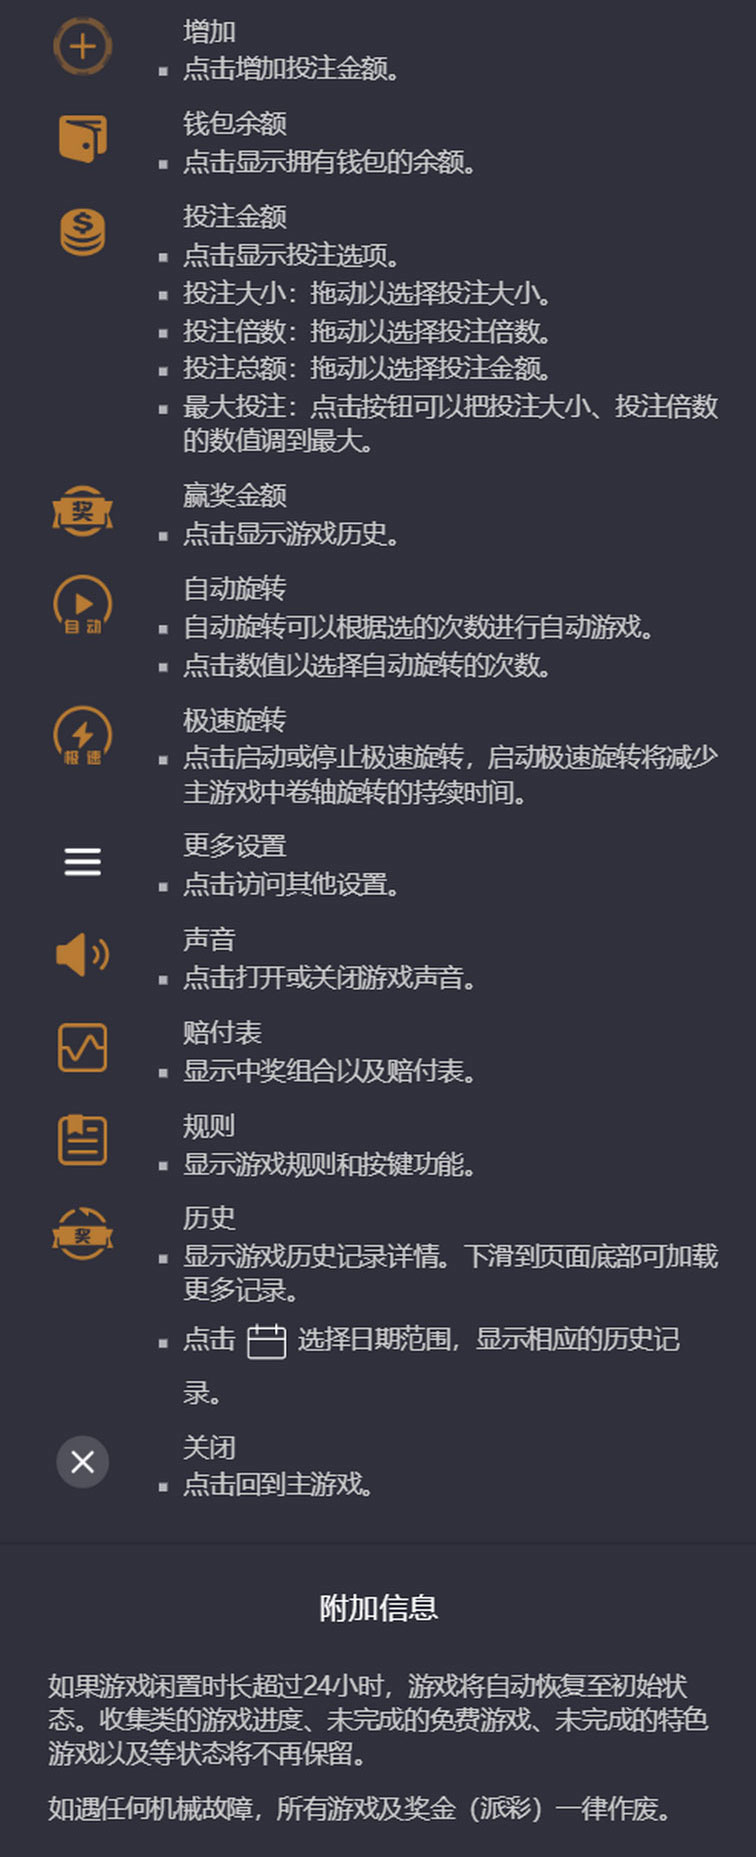 增加
点击增加投注金额。
钱包余额
点击显示拥有钱包的余额。
$
投注金额
点击显示投注选项。
投注大小：拖动以选择投注大小。
投注倍数：拖动以选择投注倍数。
投注总额：拖动以选择投注金额。
最大投注：点击按钮可以把投注大小、投注倍数
的数值调到最大。
奖
赢奖金额
点击显示游戏历史。
自动
自动旋转
自动旋转可以根据选的次数进行自动游戏。
点击数值以选择自动旋转的次数。
极速
极速旋转
点击启动或停止极速旋转，启动极速旋转将减少
主游戏中卷轴旋转的持续时间。
更多设置
点击访问其他设置。
声音
点击打开或关闭游戏声音。
赔付表
显示中奖组合以及赔付表。
规则
显示游戏规则和按键功能。
奖
历史
显示游戏历史记录详情。下滑到页面底部可加载
更多记录。
点击 选择日期范围，显示相应的历史记
录。
关闭
点击回到主游戏。
附加信息
如果游戏闲置时长超过24小时，游戏将自动恢复至初始状
态。收集类的游戏进度、未完成的免费游戏、未完成的特色
游戏以及等状态将不再保留。
如遇任何机械故障，所有游戏及奖金（派彩）一律作废。